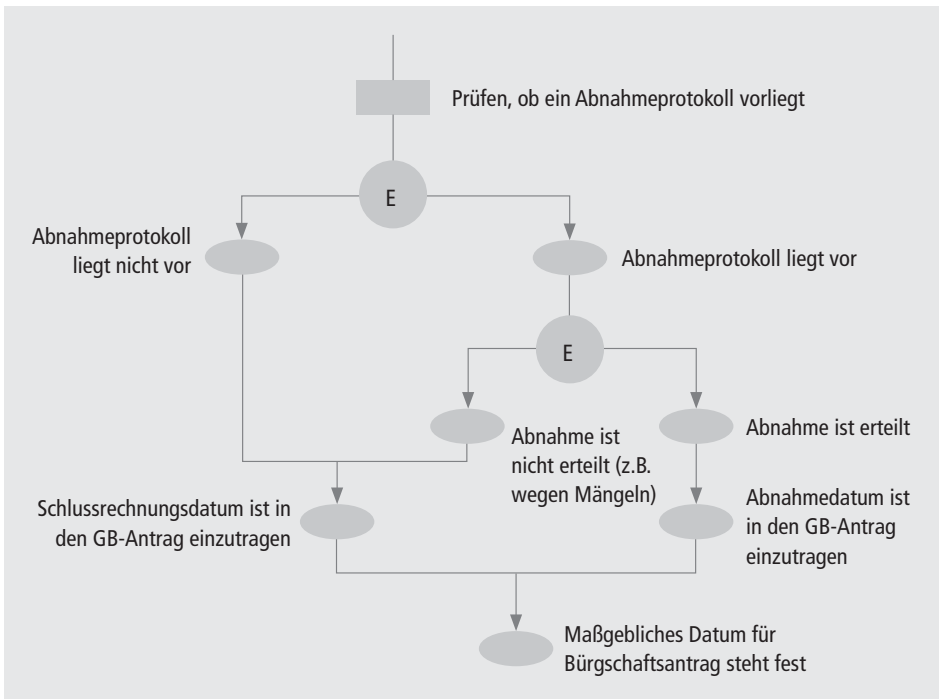 Prüfen, ob ein Abnahmeprotokoll vorliegt
E
Abnahmeprotokoll
liegt nicht vor
Abnahmeprotokoll liegt vor
E
Abnahme ist
nicht erteilt (z.B.
wegen Mängeln)
Abnahme ist erteilt
Schlussrechnungsdatum ist in
den GB-Antrag einzutragen
Abnahmedatum ist
in den GB-Antrag
einzutragen
Maßgebliches Datum für
Bürgschaftsantrag steht fest